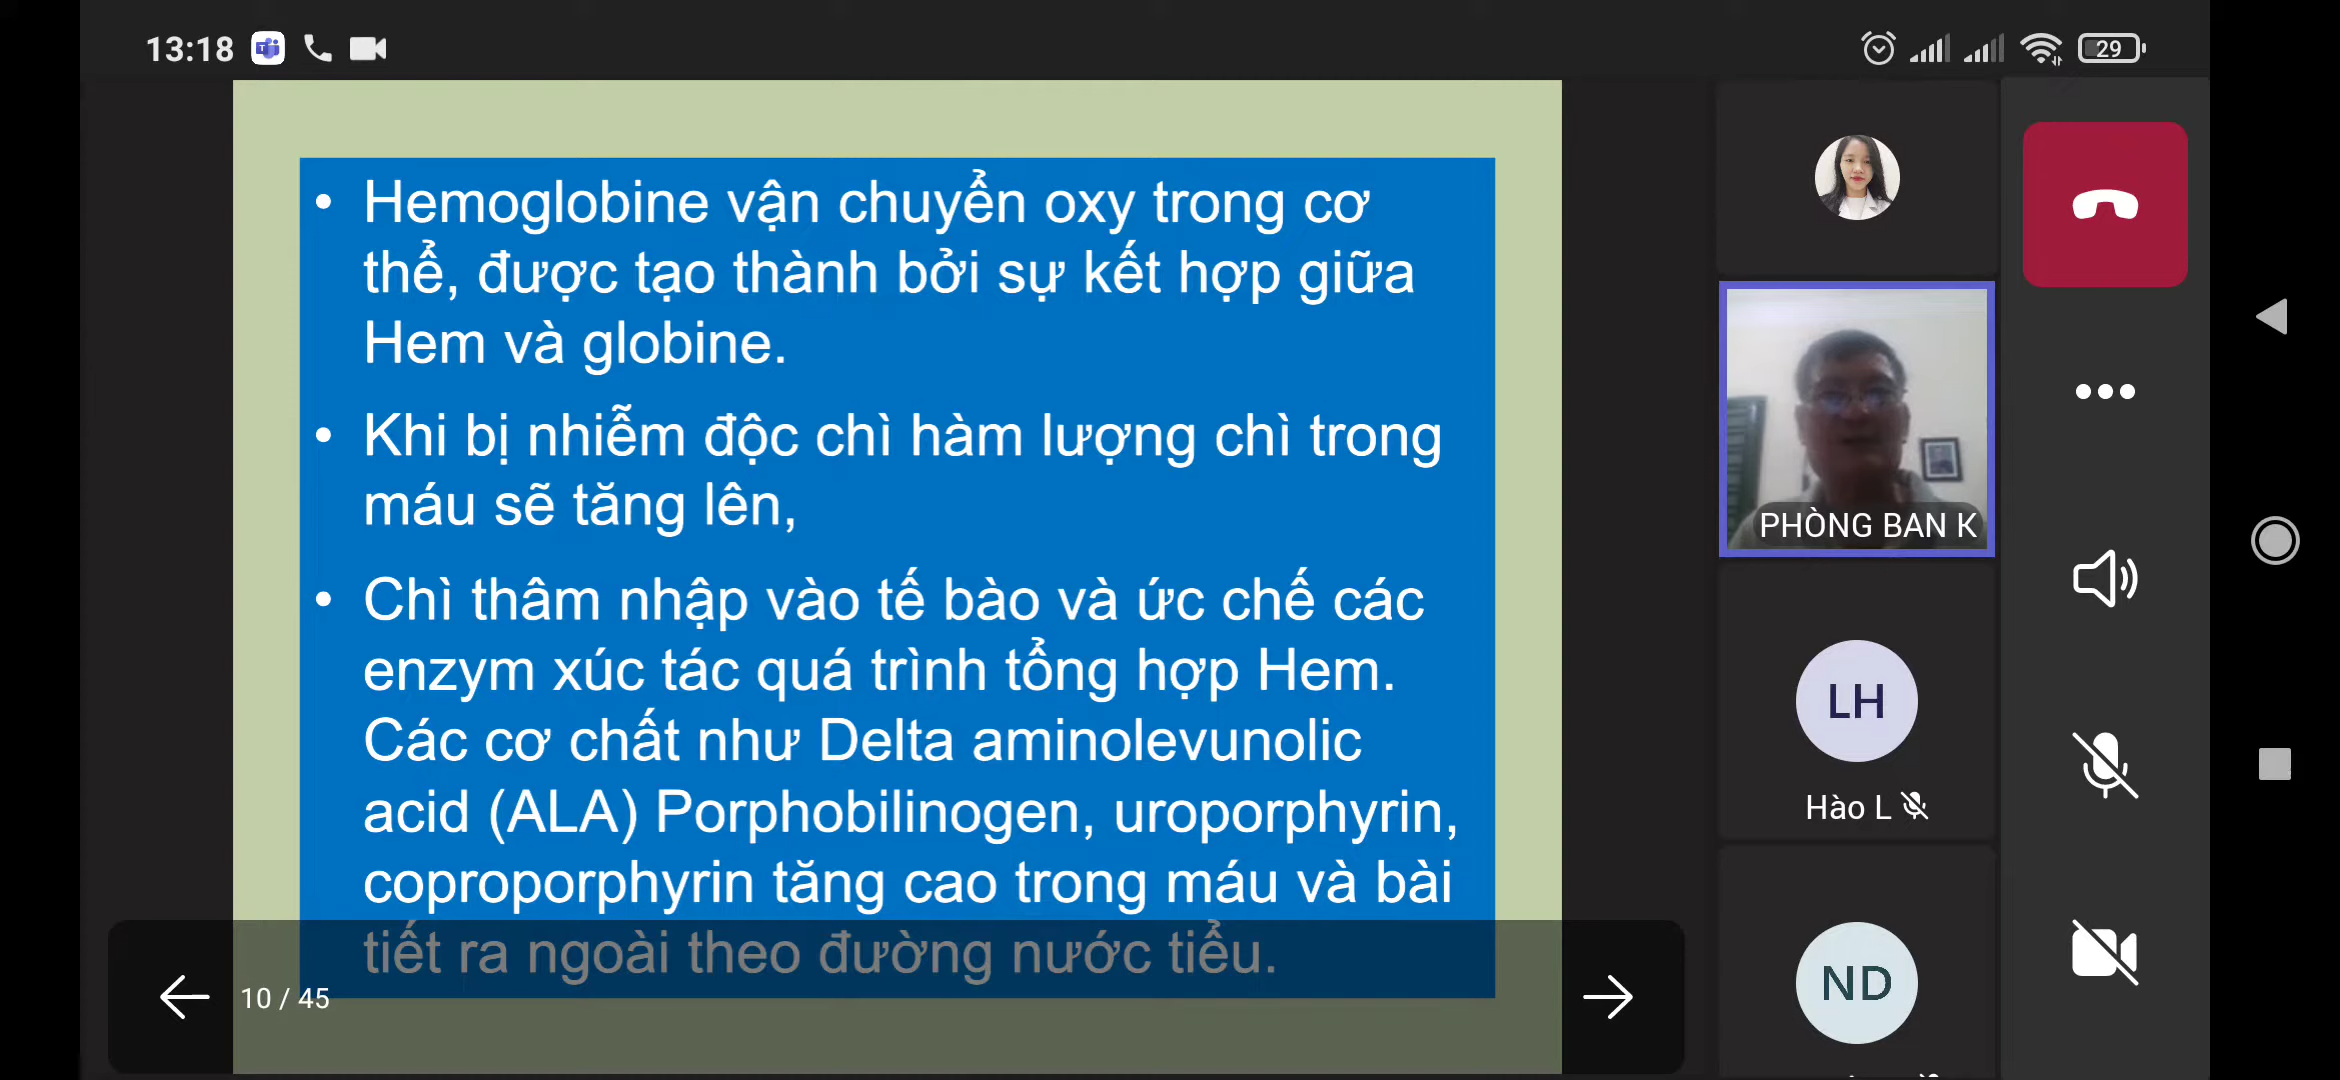 13:18
29
• Hemoglobine vận chuyển oxy trong cơ
thể, được tạo thành bởi sự kết hợp giữa
Hem và globine.
• Khi bị nhiễm độc chì hàm lượng chì trong
máu sẽ tăng lên,
• Chì thâm nhập vào tế bào và ức chế các
enzym xúc tác quá trình tổng hợp Hem.
Các cơ chất như Delta aminolevunolic
acid (ALA) Porphobilinogen, uroporphyrin,
coproporphyrin tăng cao trong máu và bài
tiết ra ngoài theo đường nước tiểu.
10 / 45
PHÒNG BAN K
LH
Hào L
ND